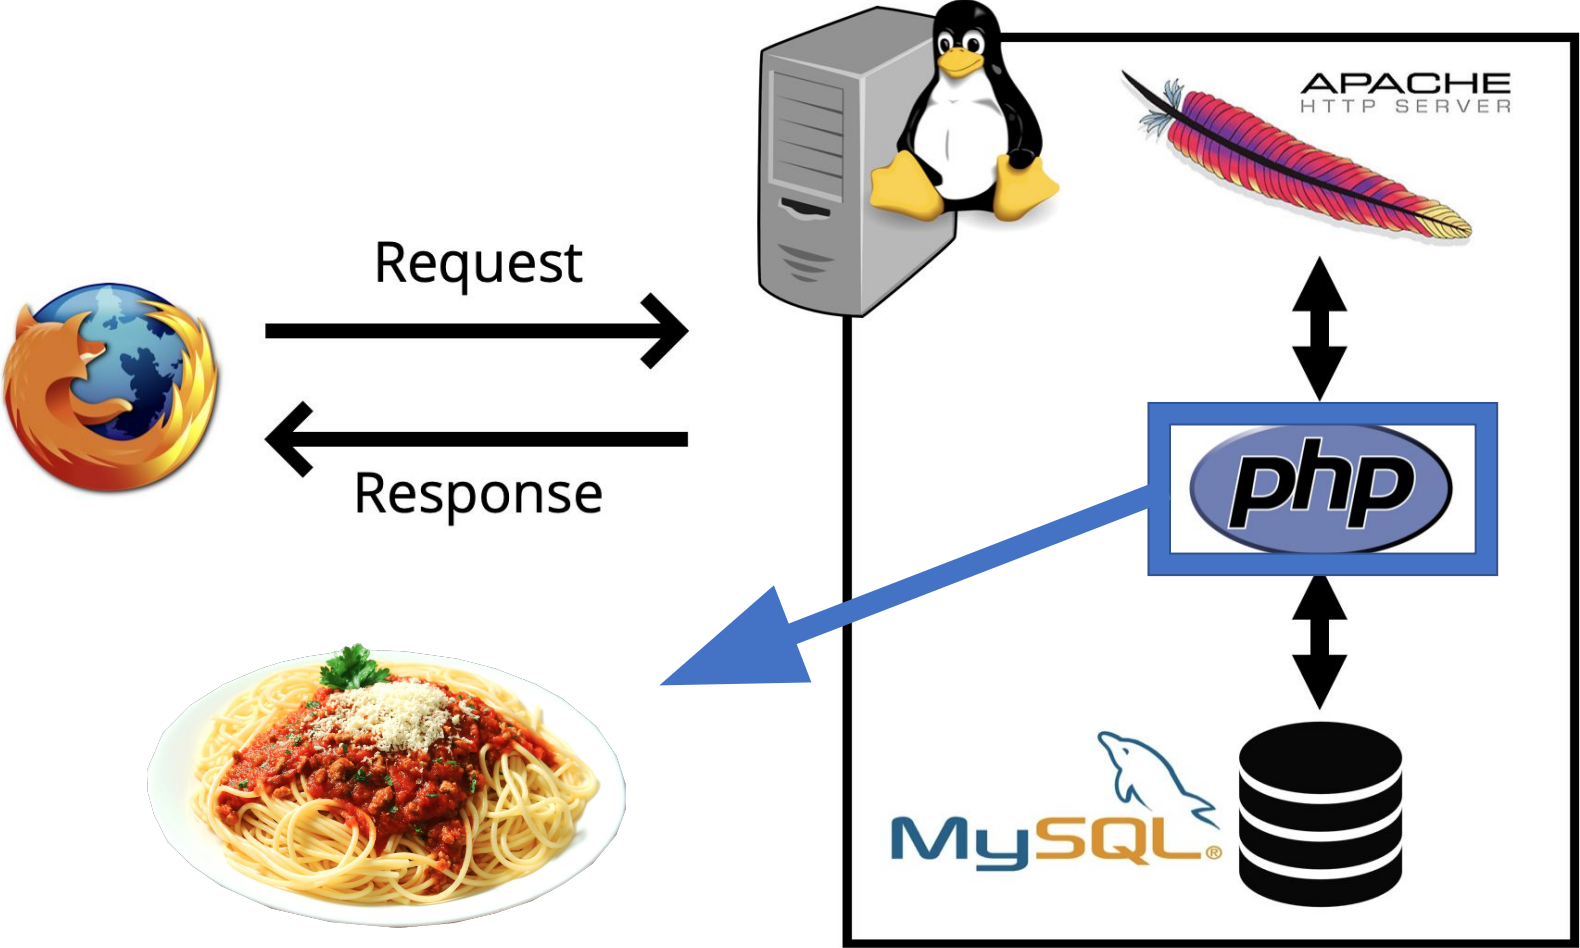 APACHE
HTTP SERVER
Request
Response
php
MySQL®